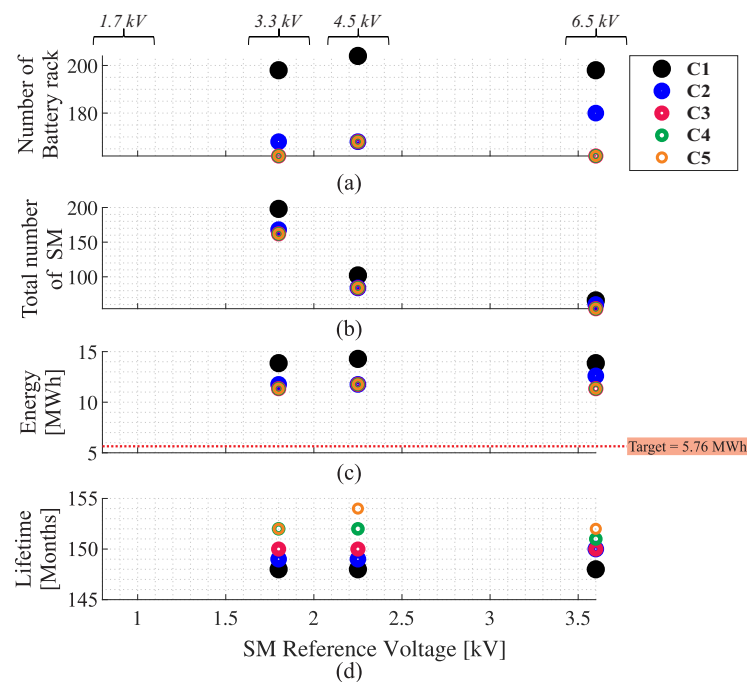 1.7 kV 3.3 kV 4.5 kV 6.5 kV
Number of
Battery rack
200
180
(a)
C1
C2
C3
C4
C5
Total number
of SM
200
150
100
(b)
Energy
[MWh]
15
10
5
Target = 5.76 MWh
(c)
Lifetime
[Months]
155
150
145
1 1.5 2 2.5 3 3.5
SM Reference Voltage [kV]
(d)